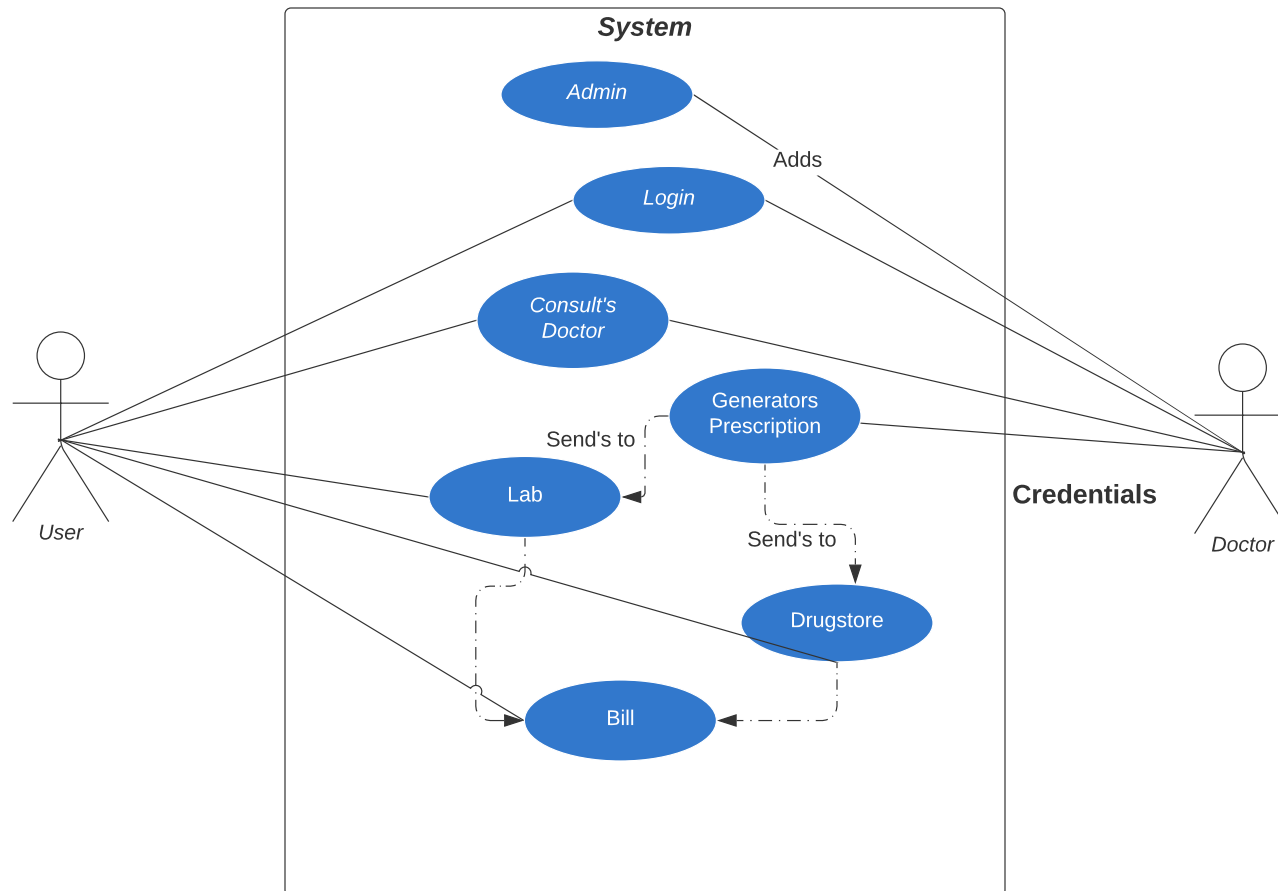 System
Admin
Adds
Login
Consult's
Doctor
Generators
Prescription
Send's to
Lab
Credentials
User
Send's to
Doctor
Drugstore
Bill